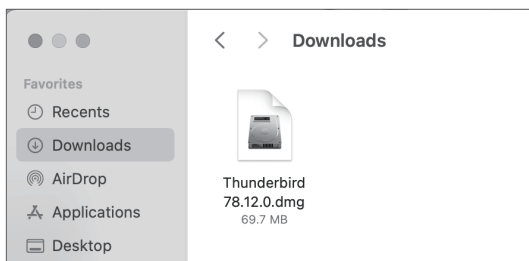 Downloads
Favorites
Recents
Downloads
AirDrop
Applications
Desktop
Thunderbird
78.12.0.dmg
69.7 MB